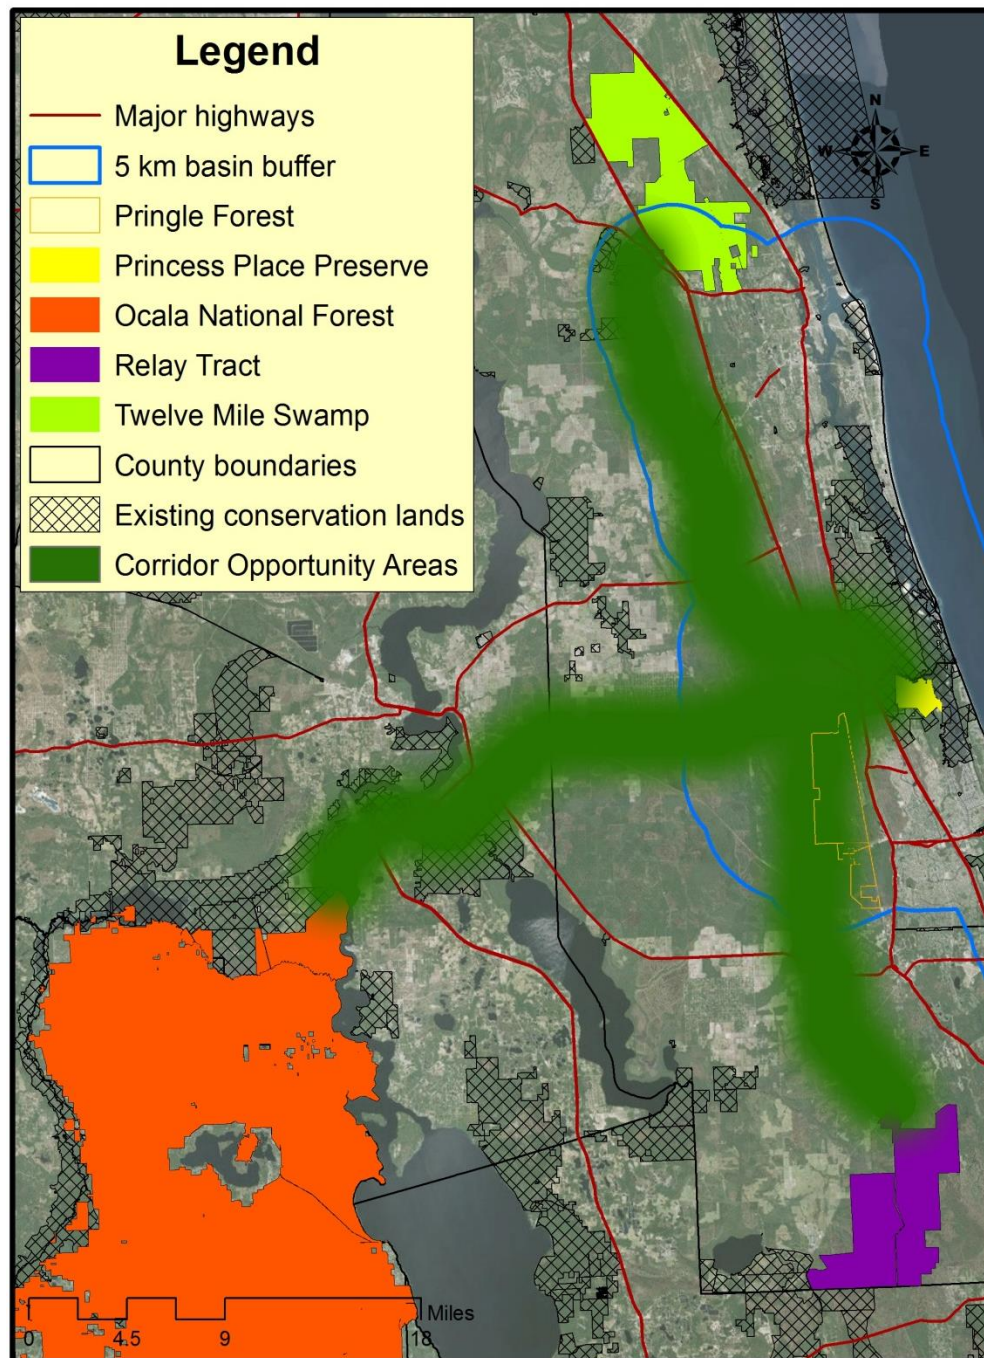 Legend
Major highways
5 km basin buffer
Pringle Forest
Princess Place Preserve
Ocala National Forest
Relay Tract
Twelve Mile Swamp
County boundaries
Existing conservation lands
Corridor Opportunity Areas
N
W E
S
Miles
0 4.5 9 18